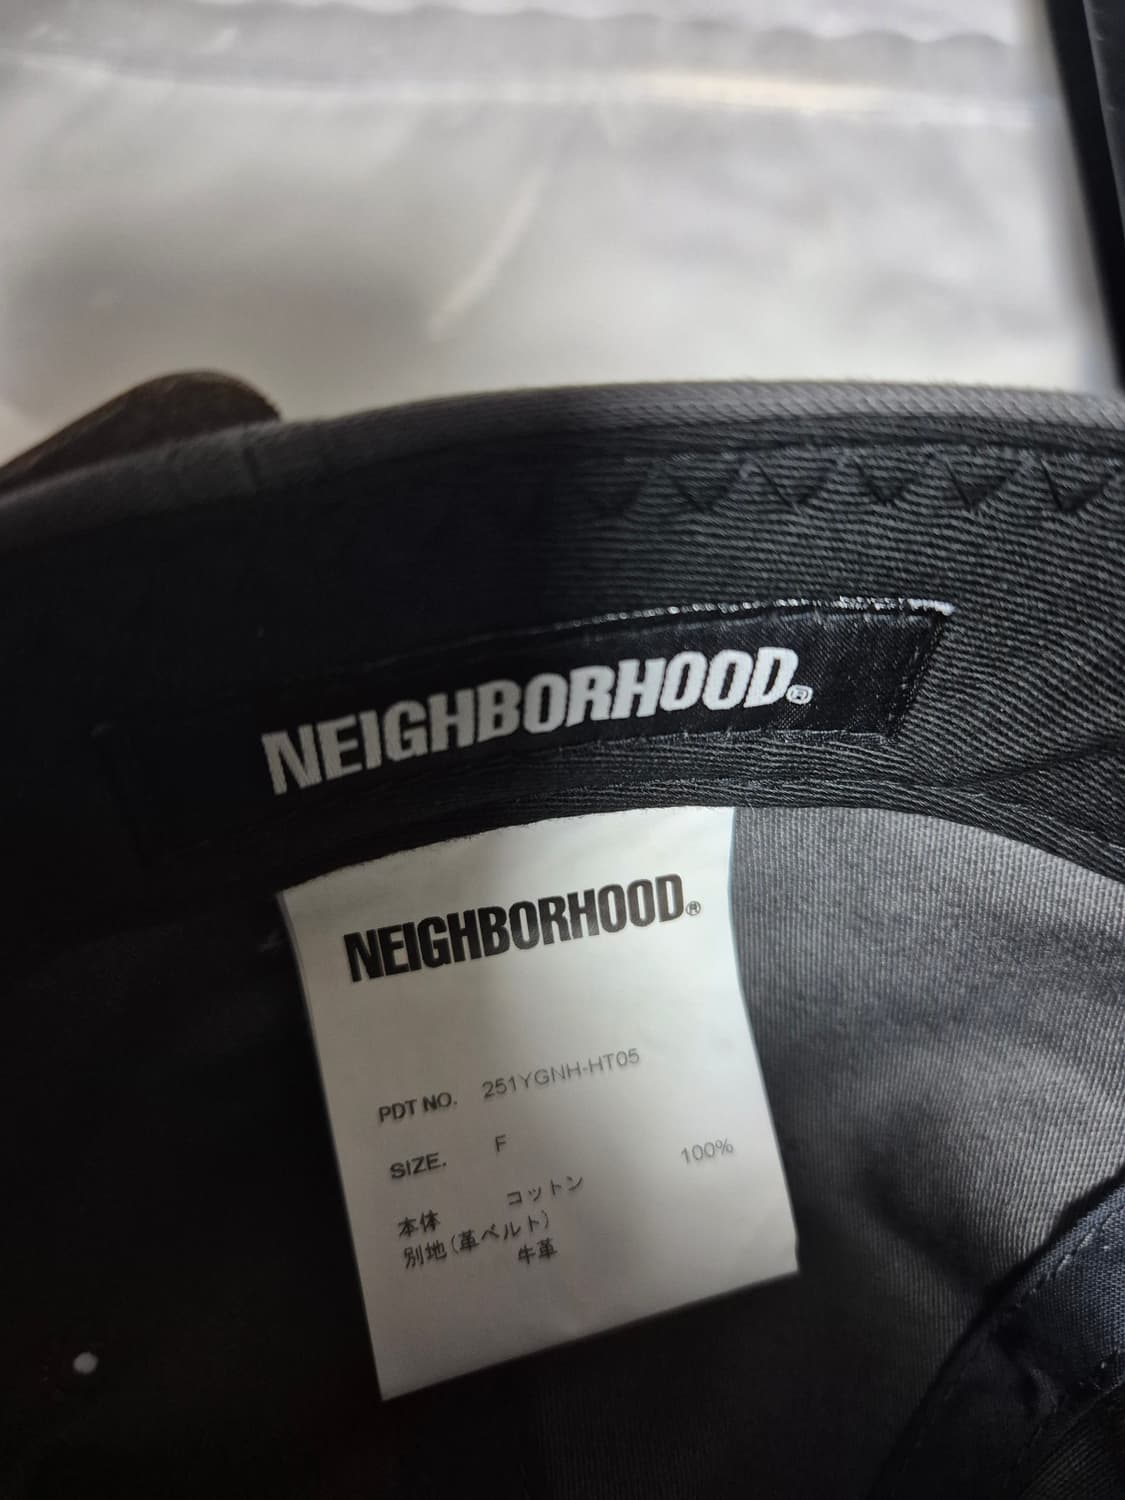 NEIGHBORHOOD®
NEIGHBORHOOD®
PDT NO. 251YGNH-HT05
SIZE. F
本体 コットン 100%
別地(革ベルト)
牛革